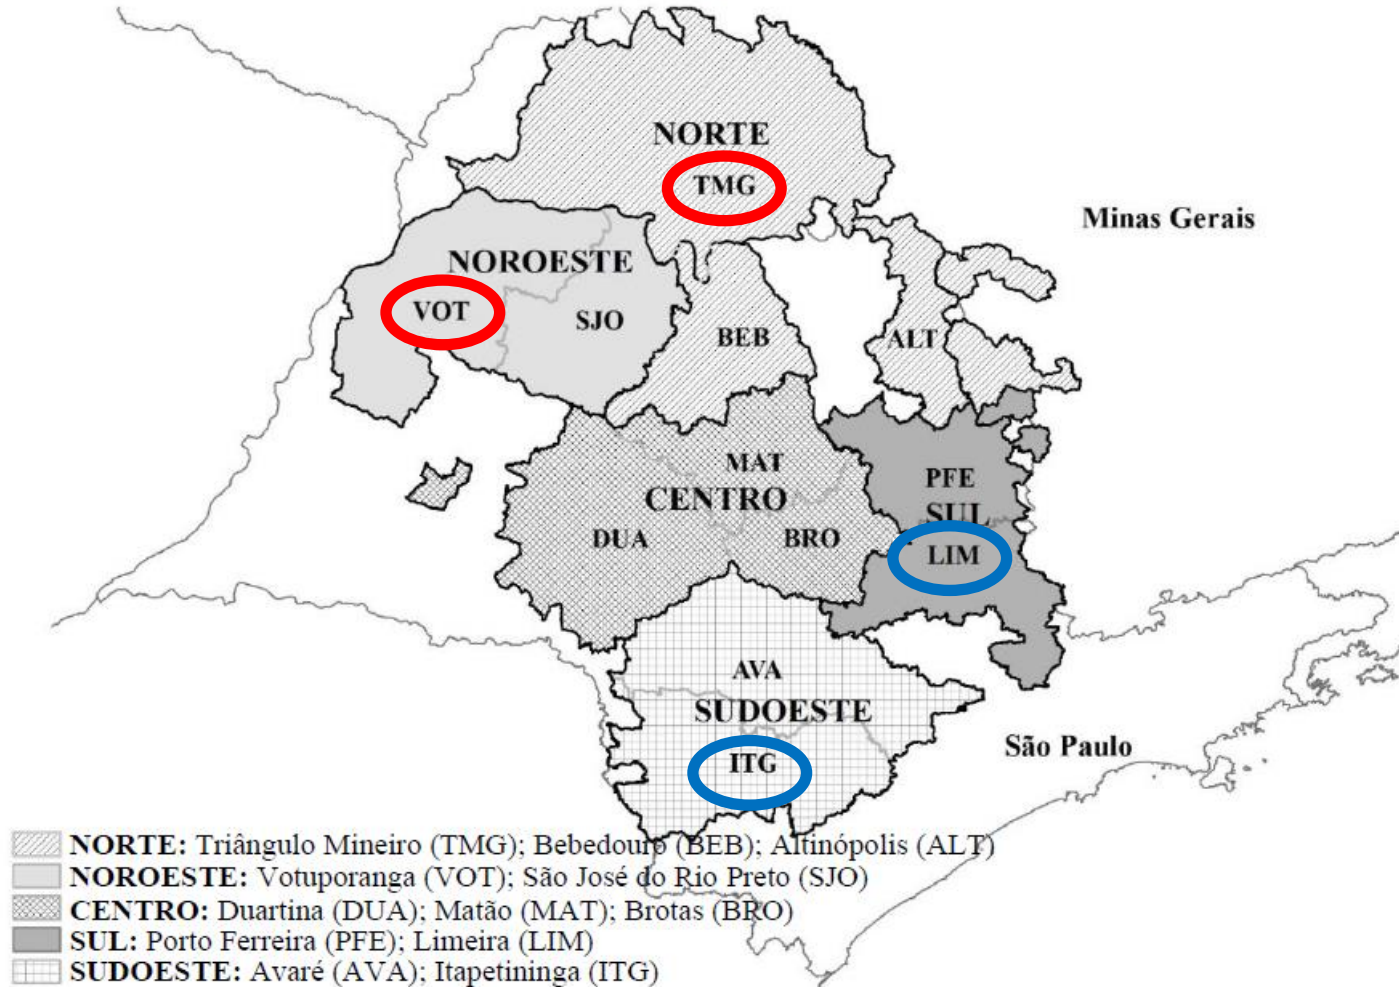 NORTE
TMG
Minas Gerais
NOROESTE
VOT
SJO
BEB
ALT
MAT
PFE
CENTRO
SUL
DUA
BRO
LIM
AVA
SUDOESTE
São Paulo
ITG
NORTE: Triângulo Mineiro (TMG); Bebedouro (BEB); Altinópolis (ALT)
NOROESTE: Votuporanga (VOT); São José do Rio Preto (SJO)
CENTRO: Duartina (DUA); Matão (MAT); Brotas (BRO)
SUL: Porto Ferreira (PFE); Limeira (LIM)
SUDOESTE: Avaré (AVA); Itapetininga (ITG)